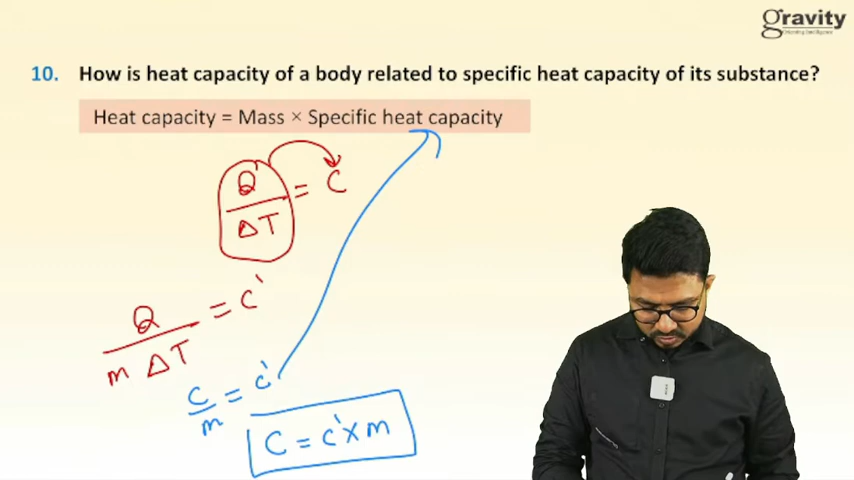 gravity
10. How is heat capacity of a body related to specific heat capacity of its substance?
Heat capacity = Mass × Specific heat capacity
Q' / ΔT = C
Q / m ΔT = c'
C / m = c'
C = c' × m